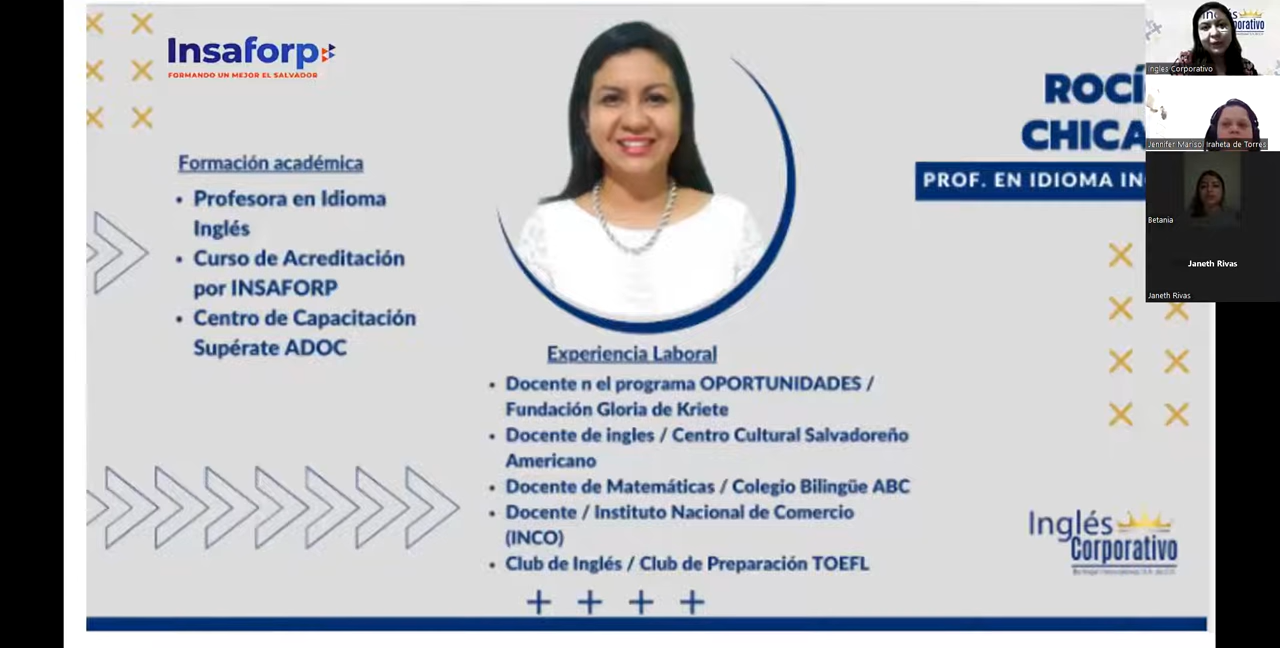 Insaforp
FORMANDO UN MEJOR EL SALVADOR
Formación académica
• Profesora en Idioma
Inglés
• Curso de Acreditación
por INSAFORP
• Centro de Capacitación
Supérate ADOC
Experiencia Laboral
• Docente n el programa OPORTUNIDADES /
Fundación Gloria de Kriete
• Docente de ingles / Centro Cultural Salvadoreño
Americano
• Docente de Matemáticas / Colegio Bilingüe ABC
• Docente / Instituto Nacional de Comercio
(INCO)
• Club de Inglés / Club de Preparación TOEFL
ROCÍ
CHICA
PROF. EN IDIOMA IN
Inglés
Corporativo
Inglés Corporativo
Jennifer Marisol Iraheta de Torres
Betania
Janeth Rivas
Janeth Rivas